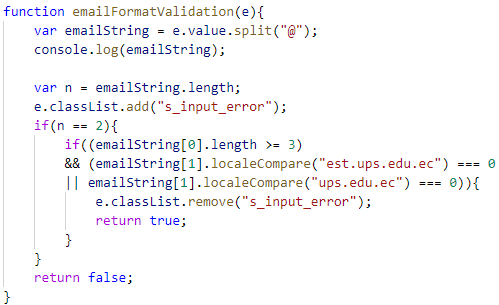 function emailFormatValidation(e){
    var emailString = e.value.split("@");
    console.log(emailString);

    var n = emailString.length;
    e.classList.add("s_input_error");
    if(n == 2){
        if((emailString[0].length >= 3)
        && (emailString[1].localeCompare("est.ups.edu.ec") === 0
        || emailString[1].localeCompare("ups.edu.ec") === 0)){
            e.classList.remove("s_input_error");
            return true;
        }
    }
    return false;
}